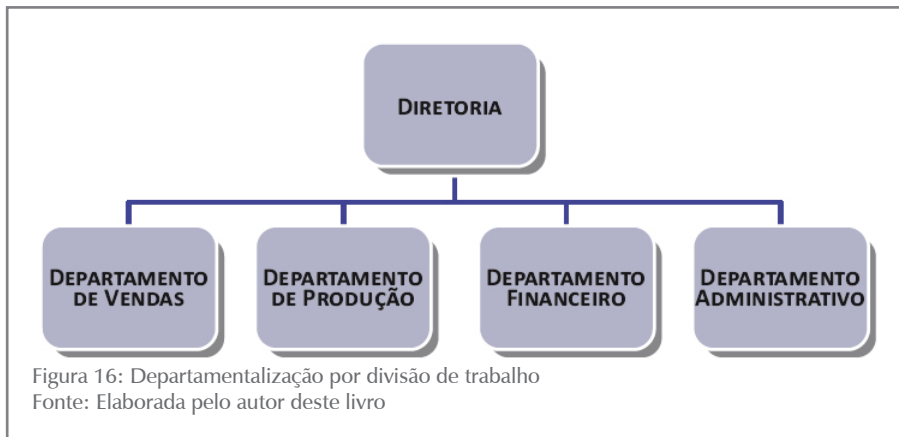 DIRETORIA
DEPARTAMENTO
DE VENDAS
DEPARTAMENTO
DE PRODUÇÃO
DEPARTAMENTO
FINANCEIRO
DEPARTAMENTO
ADMINISTRATIVO
Figura 16: Departamentalização por divisão de trabalho
Fonte: Elaborada pelo autor deste livro